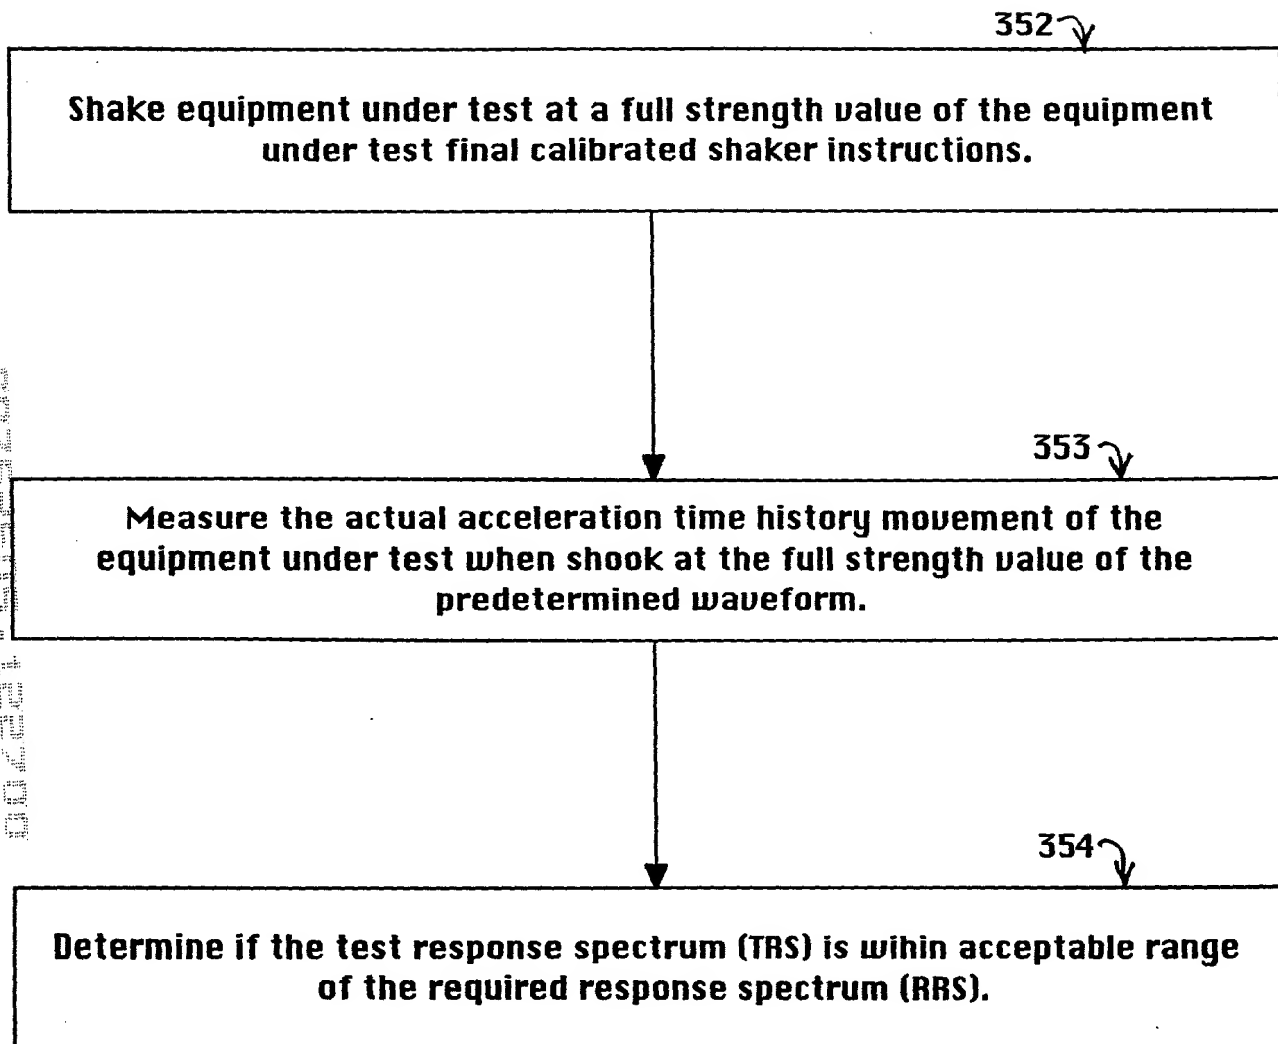 352
Shake equipment under test at a full strength value of the equipment
under test final calibrated shaker instructions.
353
Measure the actual acceleration time history movement of the
equipment under test when shook at the full strength value of the
predetermined waveform.
354
Determine if the test response spectrum (TRS) is wihin acceptable range
of the required response spectrum (RRS).